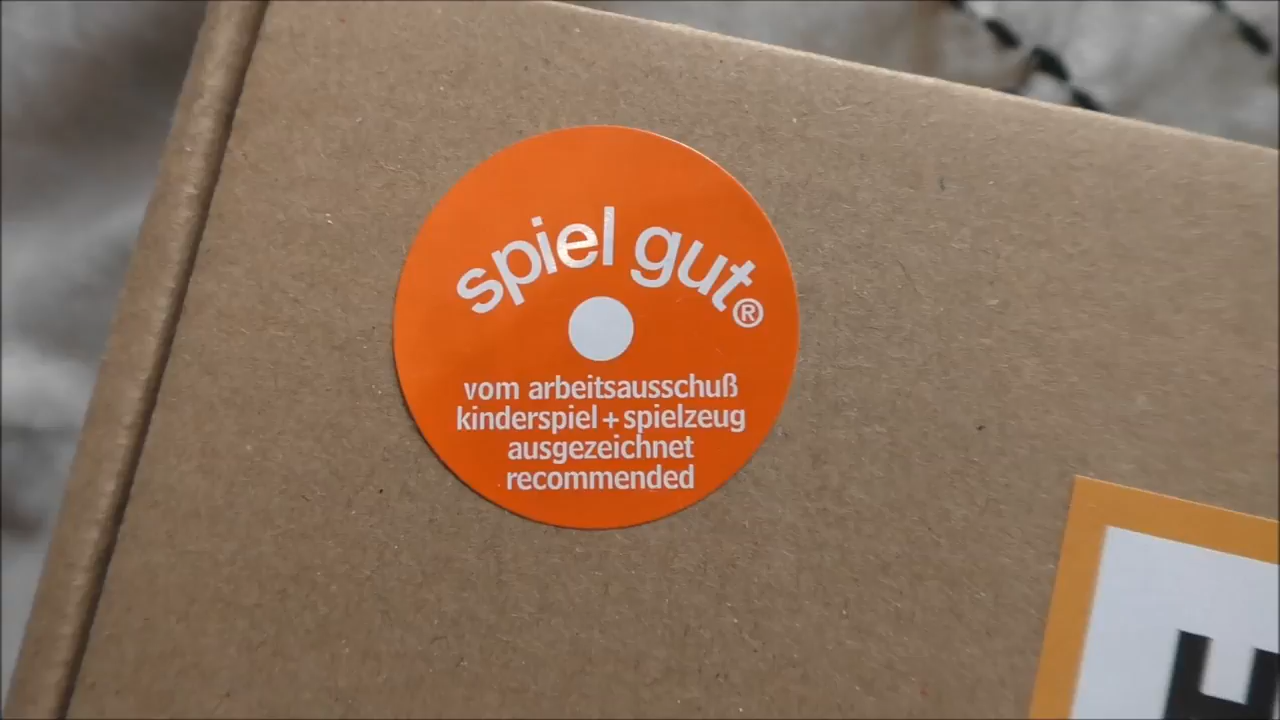 spiel gut®
vom arbeitsausschuß
kinderspiel + spielzeug
ausgezeichnet
recommended